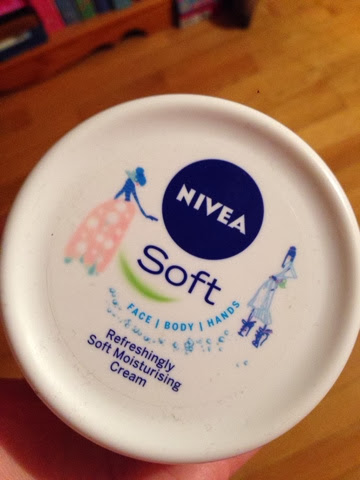 NIVEA
Soft
FACE | BODY | HANDS
Refreshingly
Soft Moisturising
Cream